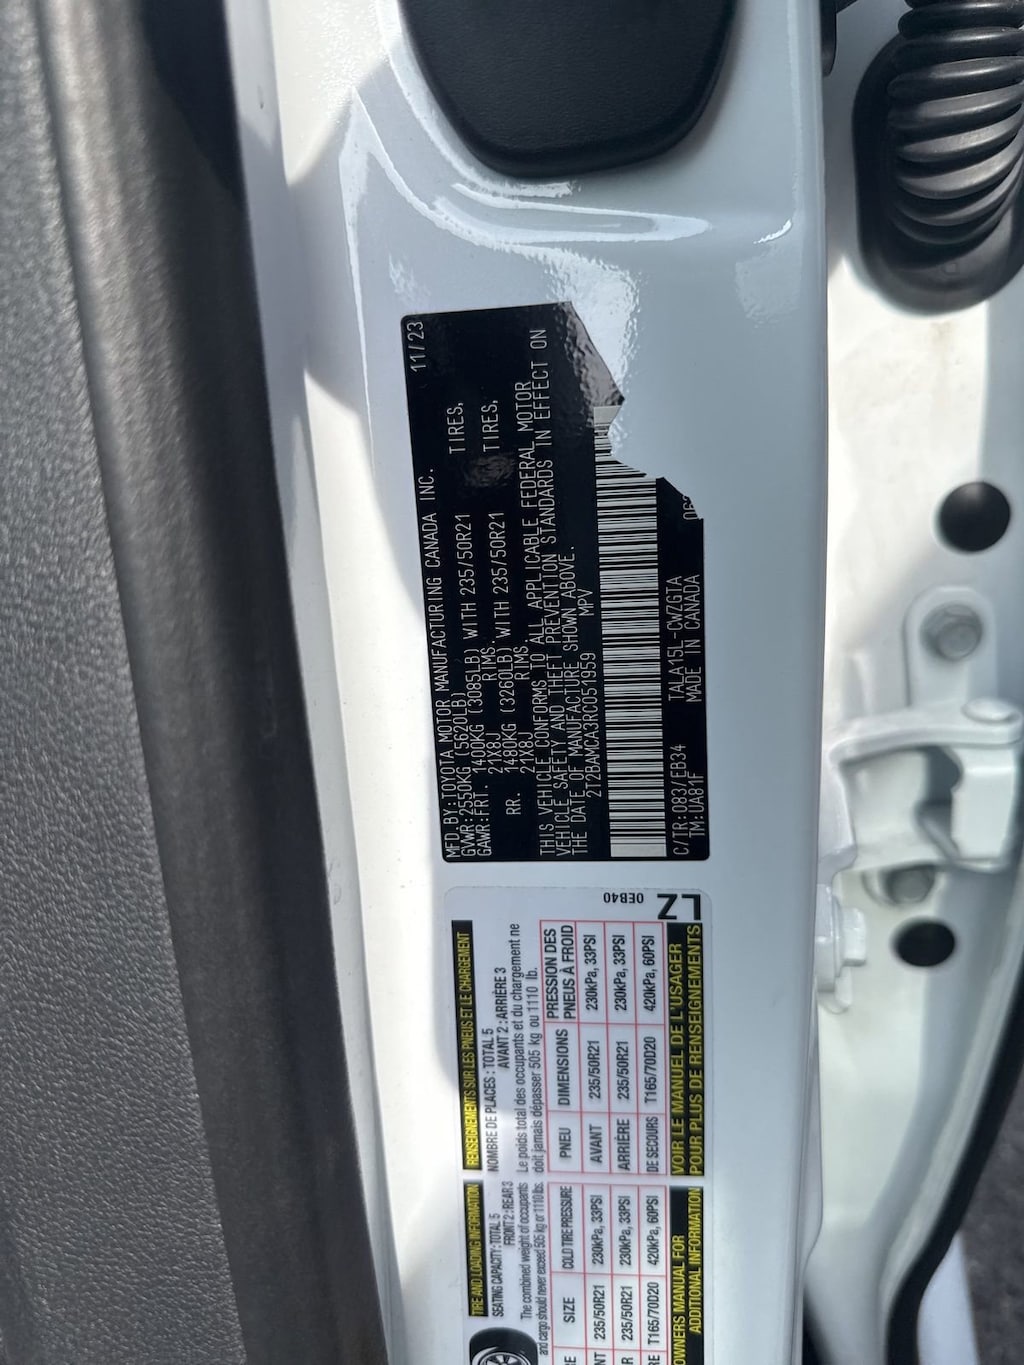 MFD.BY:TOYOTA MOTOR MANUFACTURING CANADA INC. 11/23
GVWR:2550KG (5620LB)
GAWR:FRT. 1400KG (3085LB) WITH 235/50R21 TIRES,
21X8J RIMS.
RR. 1480KG (3260LB) WITH 235/50R21 TIRES,
21X8J RIMS.
THIS VEHICLE CONFORMS TO ALL APPLICABLE FEDERAL MOTOR
VEHICLE SAFETY AND THEFT PREVENTION STANDARDS IN EFFECT ON
THE DATE OF MANUFACTURE SHOWN ABOVE.
2T2BAMCA3RC051959 MPV
C/TR:083/EB34 TALA15L-CWZGTA
TM:UA81F MADE IN CANADA
TIRE AND LOADING INFORMATION
SEATING CAPACITY: TOTAL 5
FRONT 2: REAR 3
The combined weight of occupants
and cargo should never exceed 505 kg or 1110 lbs.
SIZE COLD TIRE PRESSURE
235/50R21 230kPa, 33PSI
235/50R21 230kPa, 33PSI
T165/70D20 420kPa, 60PSI
OWNERS MANUAL FOR
ADDITIONAL INFORMATION
RENSEIGNEMENTS SUR LES PNEUS ET LE CHARGEMENT
NOMBRE DE PLACES : TOTAL 5
AVANT 2 : ARRIÈRE 3
Le poids total des occupants et du chargement ne
doit jamais dépasser 505 kg ou 1110 lb.
PNEU DIMENSIONS PRESSION DES PNEUS À FROID
AVANT 235/50R21 230kPa, 33PSI
ARRIÈRE 235/50R21 230kPa, 33PSI
DE SECOURS T165/70D20 420kPa, 60PSI
VOIR LE MANUEL DE L'USAGER
POUR PLUS DE RENSEIGNEMENTS
0EB40
LZ